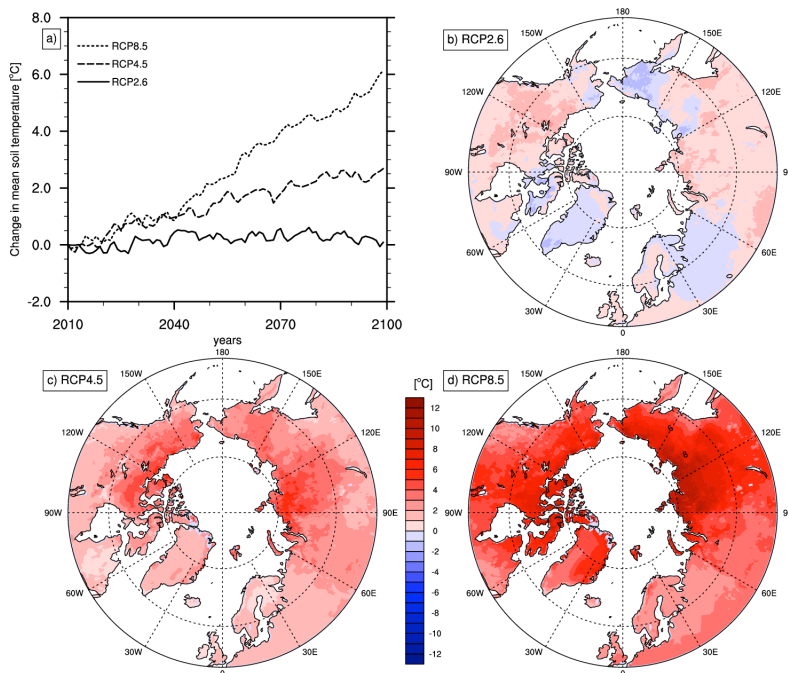 8.0
a)
RCP8.5
RCP4.5
RCP2.6
6.0
4.0
2.0
0.0
-2.0
Change in mean soil temperature [°C]
2010 2040 2070 2100
years
b) RCP2.6
180
150W 150E
120W 120E
90W 9
60W 60E
30W 30E
0
c) RCP4.5
180
150W 150E
120W 120E
90W 90E
60W 60E
30W 30E
[°C]
12
10
8
6
4
2
0
-2
-4
-6
-8
-10
-12
d) RCP8.5
180
150W 150E
120W 120E
90W 9
60W 60E
30W 30E